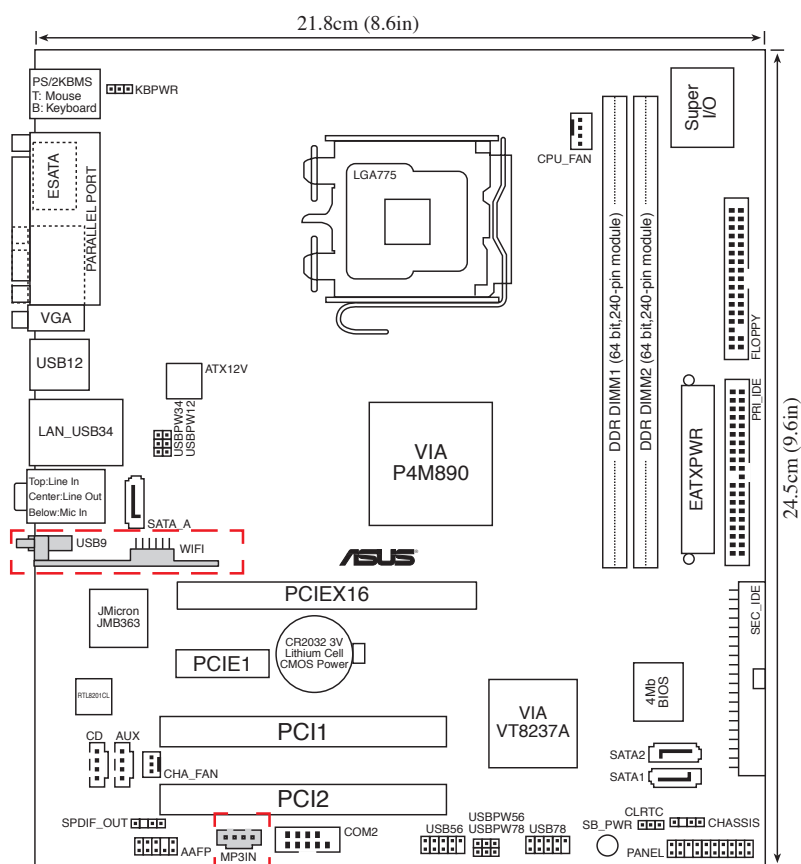 21.8cm (8.6in)
PS/2KBMS
T: Mouse
B: Keyboard
KBPWR
Super
I/O
CPU_FAN
LGA775
ESATA
PARALLEL PORT
VGA
USB12
ATX12V
USBPW34
USBPW12
LAN_USB34
DDR DIMM1 (64 bit,240-pin module)
DDR DIMM2 (64 bit,240-pin module)
FLOPPY
PRI_IDE
EATXPWR
24.5cm (9.6in)
VIA
P4M890
Top:Line In
Center:Line Out
Below:Mic In
SATA_A
USB9
WIFI
ASUS
PCIEX16
JMicron
JMB363
CR2032 3V
Lithium Cell
CMOS Power
PCIE1
SEC_IDE
RTL8201CL
VIA
VT8237A
4Mb
BIOS
PCI1
CD
AUX
CHA_FAN
SATA2
SATA1
PCI2
SPDIF_OUT
AAFP
MP3IN
COM2
USB56
USBPW56
USBPW78
USB78
SB_PWR
CLRTC
CHASSIS
PANEL